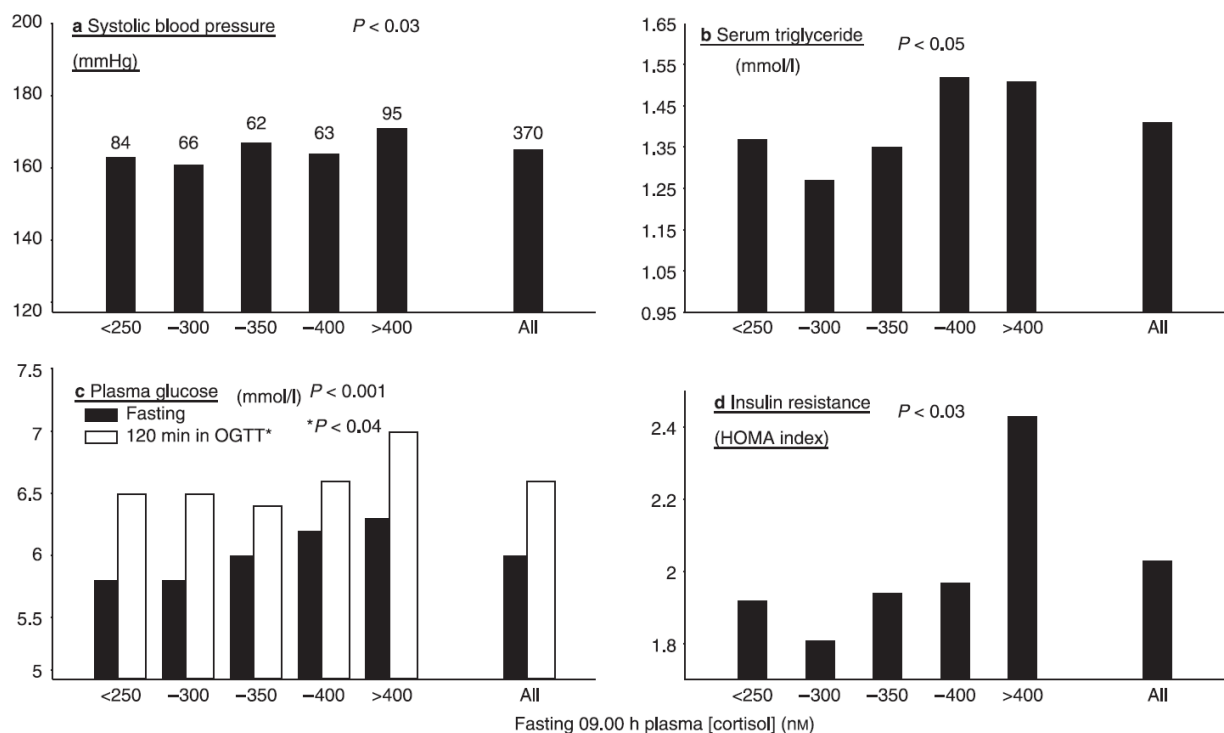 a Systolic blood pressure
P < 0.03
(mmHg)
200
180
160
140
120
84
66
62
63
95
370
<250
–300
–350
–400
>400
All
b Serum triglyceride
P < 0.05
(mmol/l)
1.65
1.55
1.45
1.35
1.25
1.15
1.05
0.95
<250
–300
–350
–400
>400
All
c Plasma glucose (mmol/l) P < 0.001
Fasting
120 min in OGTT*
*P < 0.04
7.5
7
6.5
6
5.5
5
<250
–300
–350
–400
>400
All
d Insulin resistance
P < 0.03
(HOMA index)
2.4
2.2
2
1.8
<250
–300
–350
–400
>400
All
Fasting 09.00 h plasma [cortisol] (nM)